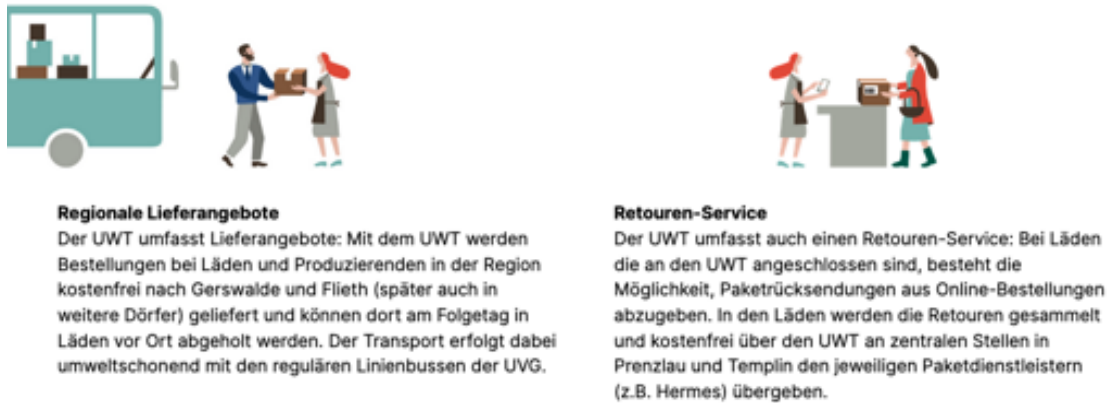 Regionale Lieferangebote
Der UWT umfasst Lieferangebote: Mit dem UWT werden
Bestellungen bei Läden und Produzierenden in der Region
kostenfrei nach Gerswalde und Flieth (später auch in
weitere Dörfer) geliefert und können dort am Folgetag in
Läden vor Ort abgeholt werden. Der Transport erfolgt dabei
umweltschonend mit den regulären Linienbussen der UVG.
Retouren-Service
Der UWT umfasst auch einen Retouren-Service: Bei Läden
die an den UWT angeschlossen sind, besteht die
Möglichkeit, Paketrücksendungen aus Online-Bestellungen
abzugeben. In den Läden werden die Retouren gesammelt
und kostenfrei über den UWT an zentralen Stellen in
Prenzlau und Templin den jeweiligen Paketdienstleistern
(z.B. Hermes) übergeben.